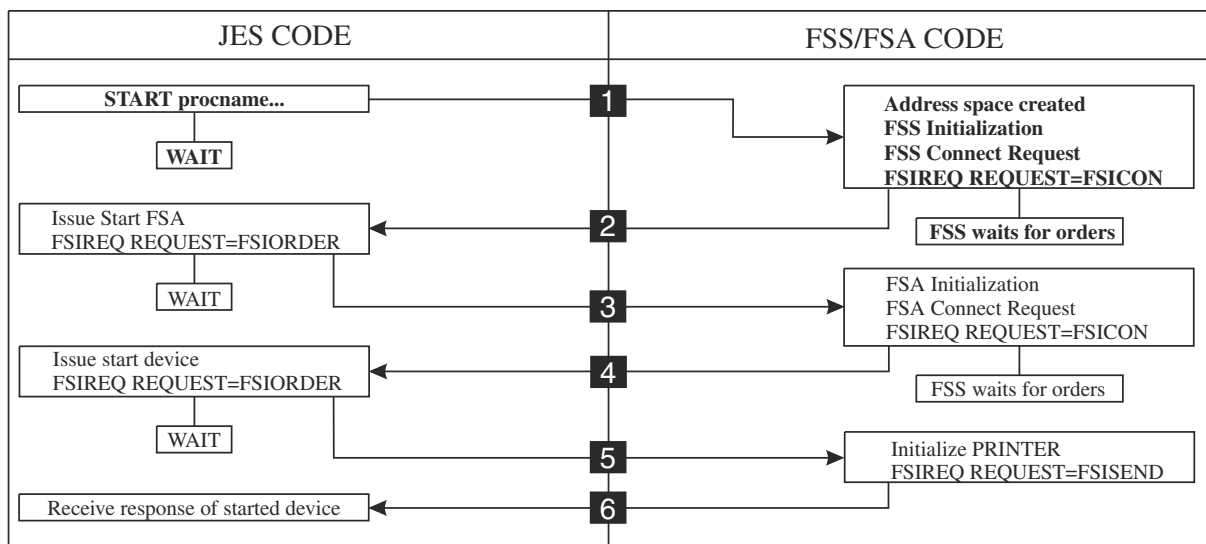 JES CODE
FSS/FSA CODE
START procname...
1
Address space created
FSS Initialization
FSS Connect Request
FSIREQ REQUEST=FSICON
WAIT
Issue Start FSA
FSIREQ REQUEST=FSIORDER
2
FSS waits for orders
WAIT
3
FSA Initialization
FSA Connect Request
FSIREQ REQUEST=FSICON
Issue start device
FSIREQ REQUEST=FSIORDER
4
FSS waits for orders
WAIT
5
Initialize PRINTER
FSIREQ REQUEST=FSISEND
Receive response of started device
6